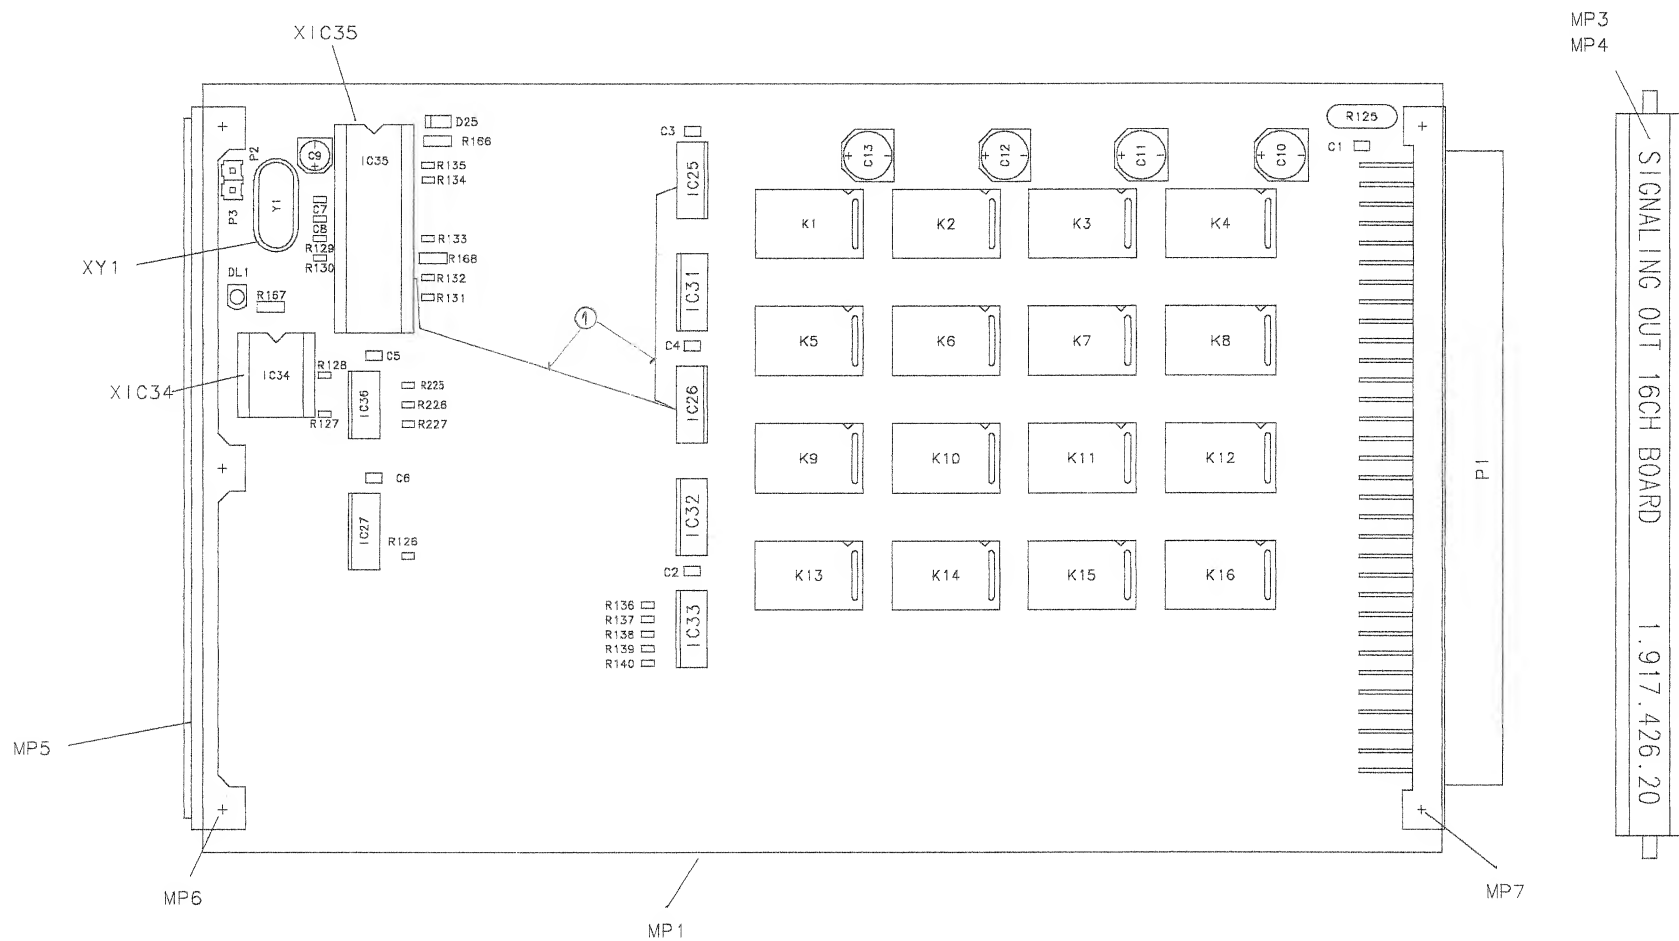 XIC35
MP3
MP4
D25
R166
C3
R125
C1
P2
C9
IC35
R135
R134
IC25
C13
C12
C11
C10
P3
Y1
C7
C8
R129
R130
K1
K2
K3
K4
R133
R168
R132
R131
XY1
DL1
R167
IC31
1
C4
K5
K6
K7
K8
XIC34
IC34
R128
R127
C5
IC36
R225
R226
R227
IC26
K9
K10
K11
K12
P1
C6
IC27
R126
IC32
C2
K13
K14
K15
K16
R136
R137
R138
R139
R140
IC33
MP5
MP6
MP1
MP7
SIGNALING OUT 16CH BOARD 1.917.426.20